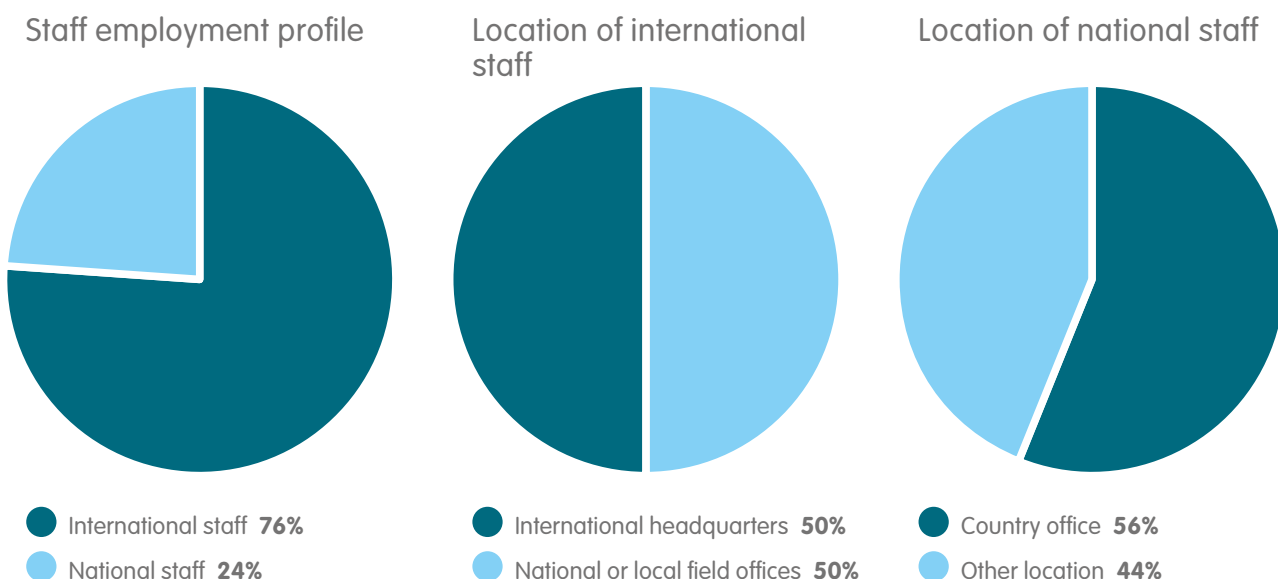 Staff employment profile
International staff 76%
National staff 24%
Location of international
staff
International headquarters 50%
National or local field offices 50%
Location of national staff
Country office 56%
Other location 44%